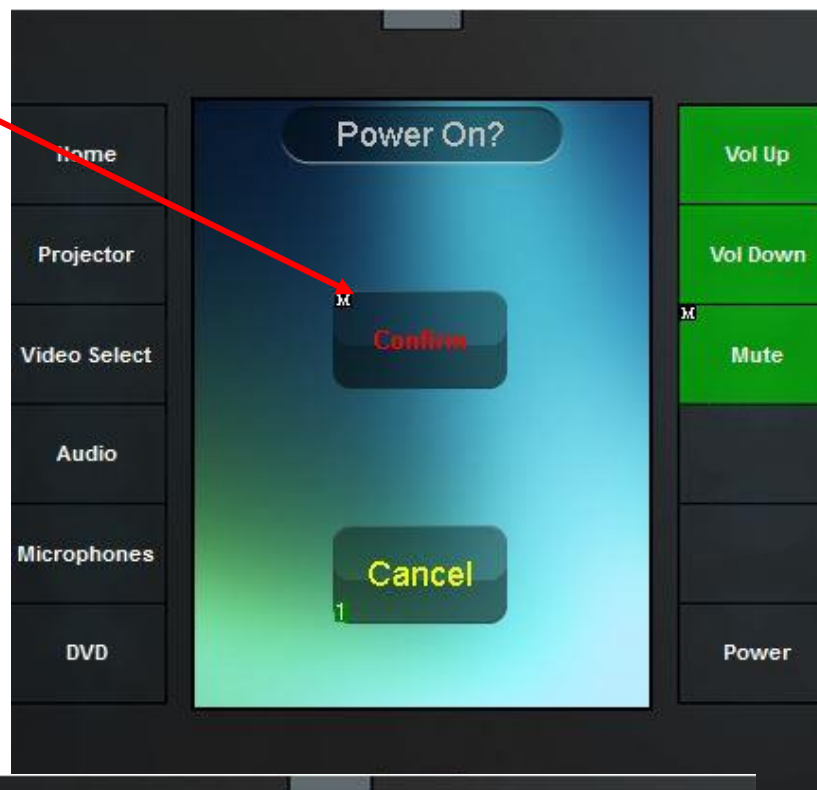 Power On?
Home
Vol Up
Projector
Vol Down
M
Confirm
M
Video Select
Mute
Audio
Microphones
Cancel
1
DVD
Power